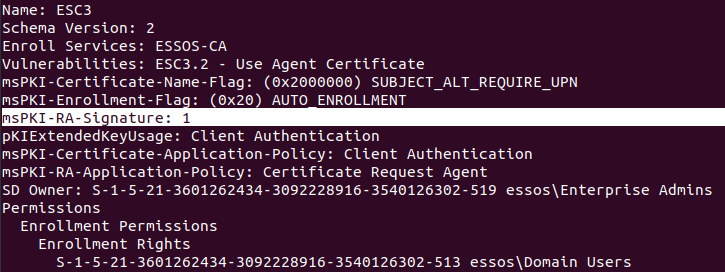 Name: ESC3
Schema Version: 2
Enroll Services: ESSOS-CA
Vulnerabilities: ESC3.2 - Use Agent Certificate
msPKI-Certificate-Name-Flag: (0x2000000) SUBJECT_ALT_REQUIRE_UPN
msPKI-Enrollment-Flag: (0x20) AUTO_ENROLLMENT
msPKI-RA-Signature: 1
pKIExtendedKeyUsage: Client Authentication
msPKI-Certificate-Application-Policy: Client Authentication
msPKI-RA-Application-Policy: Certificate Request Agent
SD Owner: S-1-5-21-3601262434-3092228916-3540126302-519 essos\Enterprise Admins
Permissions
Enrollment Permissions
Enrollment Rights
S-1-5-21-3601262434-3092228916-3540126302-513 essos\Domain Users